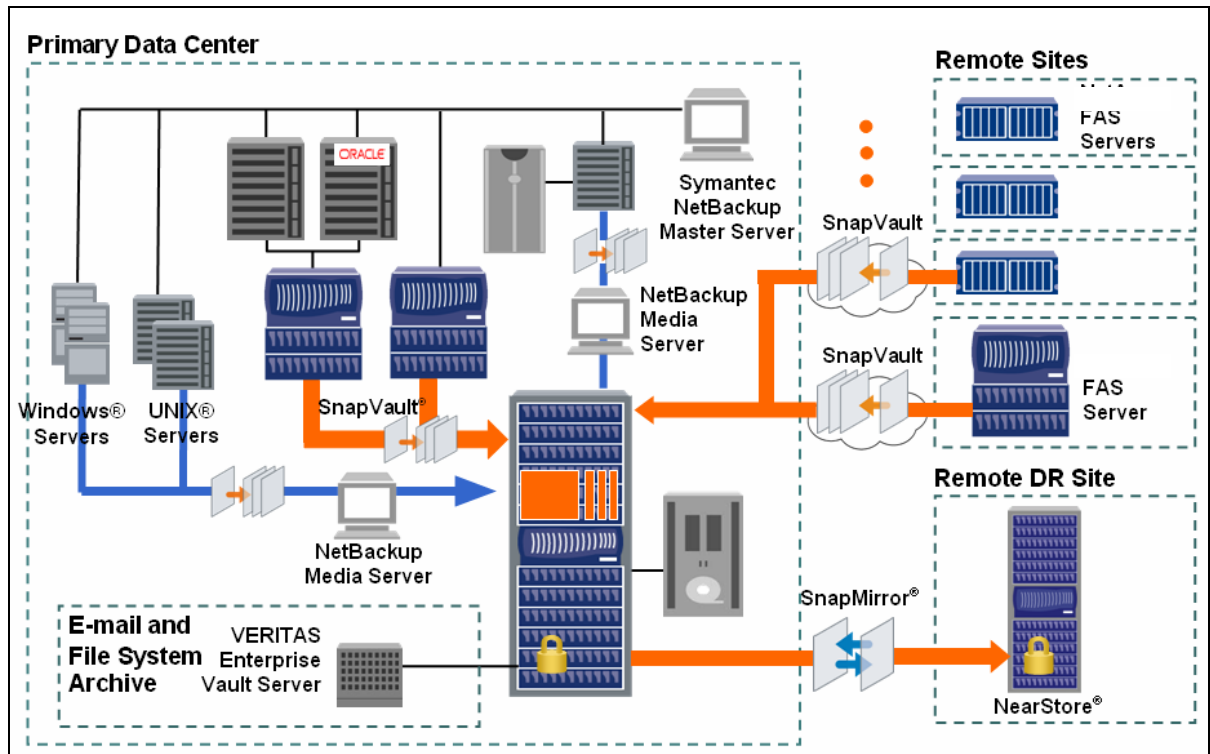 Primary Data Center
Remote Sites
FAS
Servers
ORACLE
Symantec
NetBackup
Master Server
SnapVault
NetBackup
Media
Server
SnapVault
FAS
Server
Windows®
Servers
UNIX®
Servers
SnapVault®
NetBackup
Media Server
Remote DR Site
SnapMirror®
E-mail and
File System
Archive
VERITAS
Enterprise
Vault Server
NearStore®